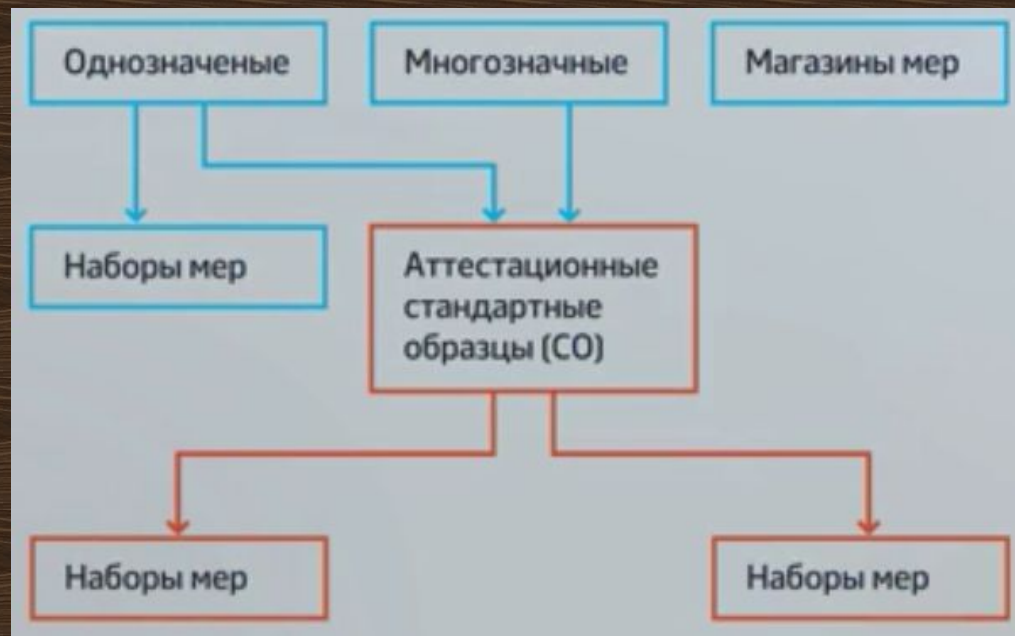 Однозначеные
Многозначные
Магазины мер
Наборы мер
Аттестационные
стандартные
образцы (СО)
Наборы мер
Наборы мер